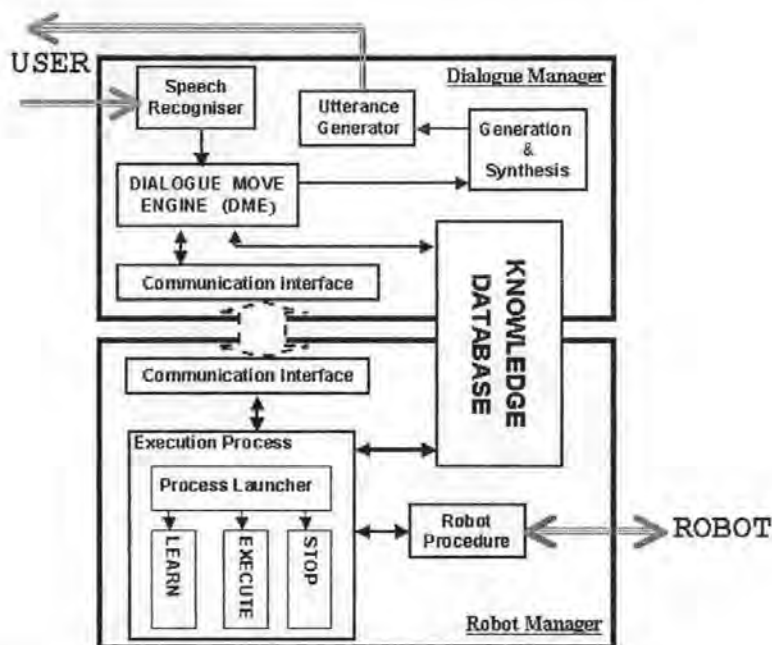 USER
Dialogue Manager
Speech
Recogniser
Utterance
Generator
Generation
&
Synthesis
DIALOGUE MOVE
ENGINE (DME)
Communication Interface
KNOWLEDGE
DATABASE
Communication Interface
Execution Process
Process Launcher
LEARN
EXECUTE
STOP
Robot
Procedure
ROBOT
Robot Manager